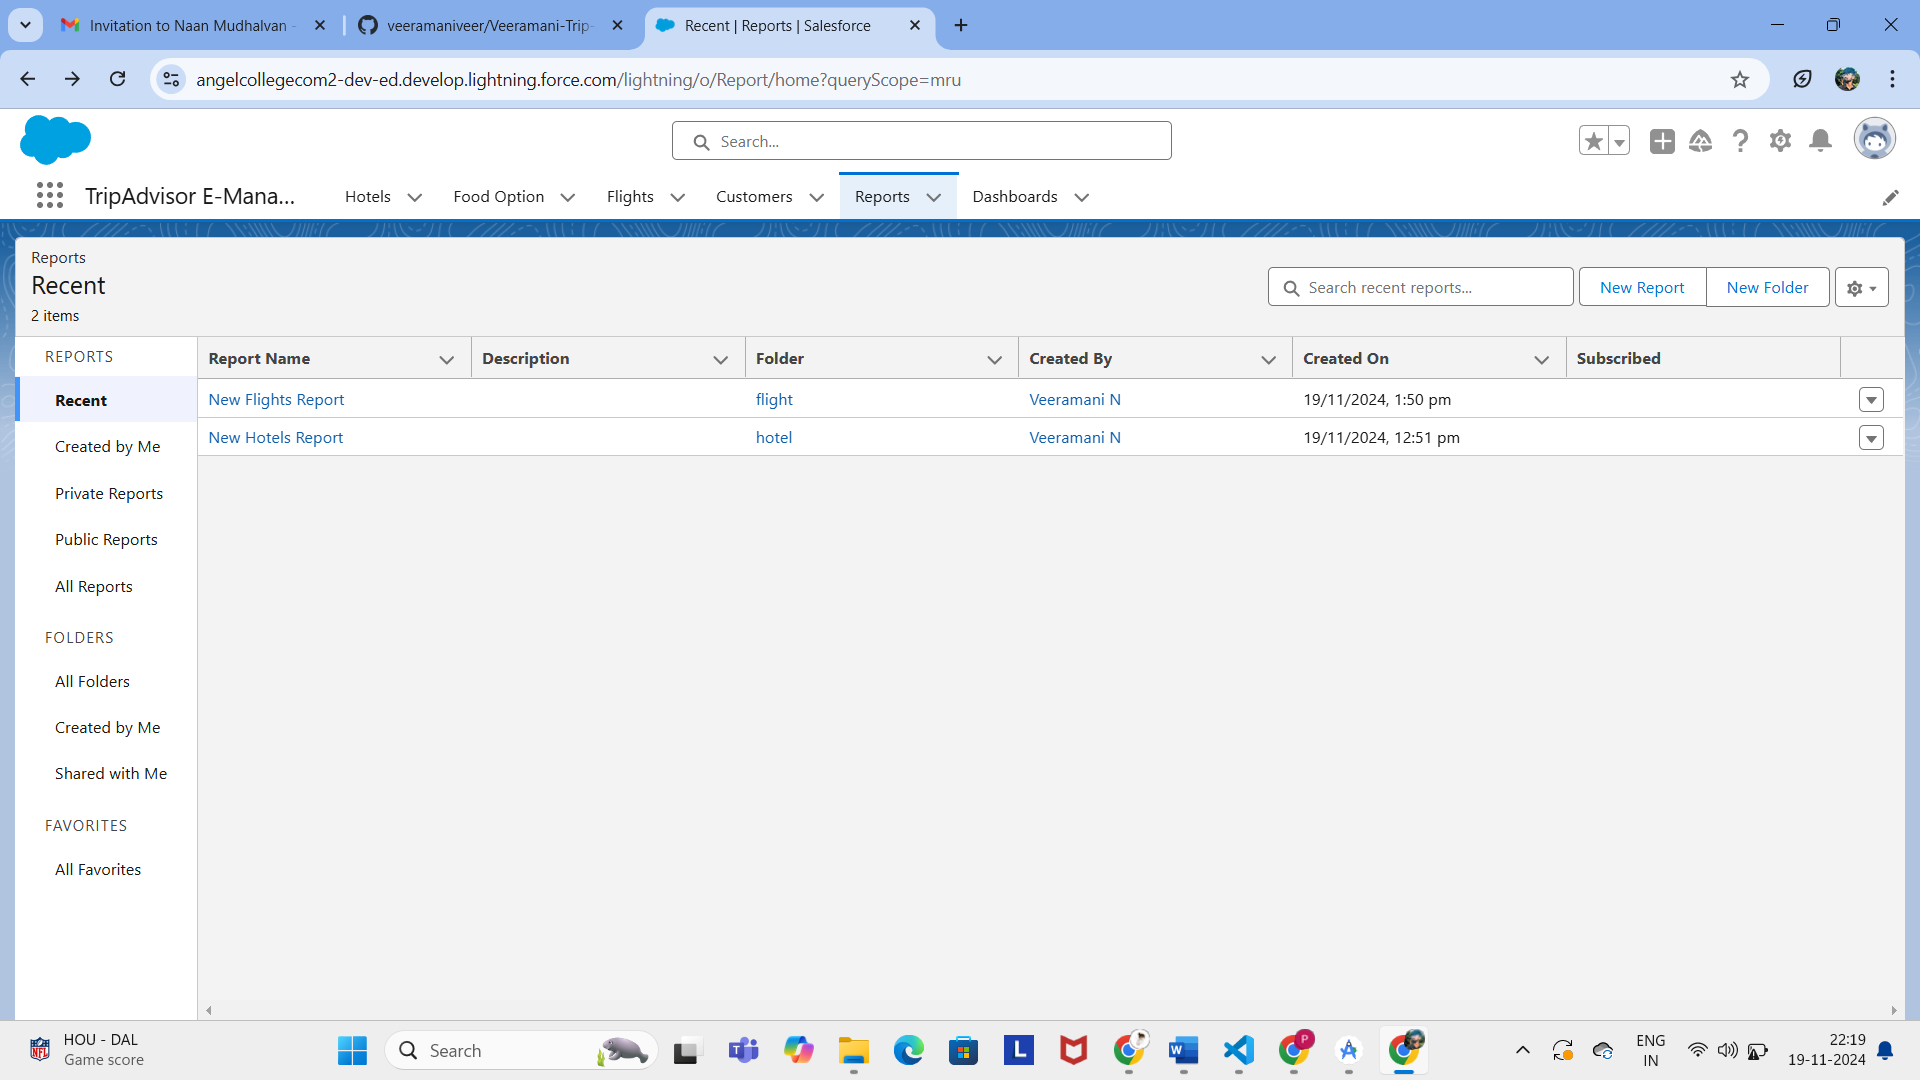 Invitation to Naan Mudhalvan -
veeramaniveer/Veeramani-Trip-
Recent | Reports | Salesforce
angelcollegecom2-dev-ed.develop.lightning.force.com/lightning/o/Report/home?queryScope=mru
Search...
TripAdvisor E-Mana...
Hotels
Food Option
Flights
Customers
Reports
Dashboards
Reports
Recent
2 items
Search recent reports...
New Report
New Folder
REPORTS
Report Name
Description
Folder
Created By
Created On
Subscribed
Recent
New Flights Report
flight
Veeramani N
19/11/2024, 1:50 pm
New Hotels Report
hotel
Veeramani N
19/11/2024, 12:51 pm
Created by Me
Private Reports
Public Reports
All Reports
FOLDERS
All Folders
Created by Me
Shared with Me
FAVORITES
All Favorites
HOU - DAL
Game score
Search
L
P
ENG
IN
22:19
19-11-2024